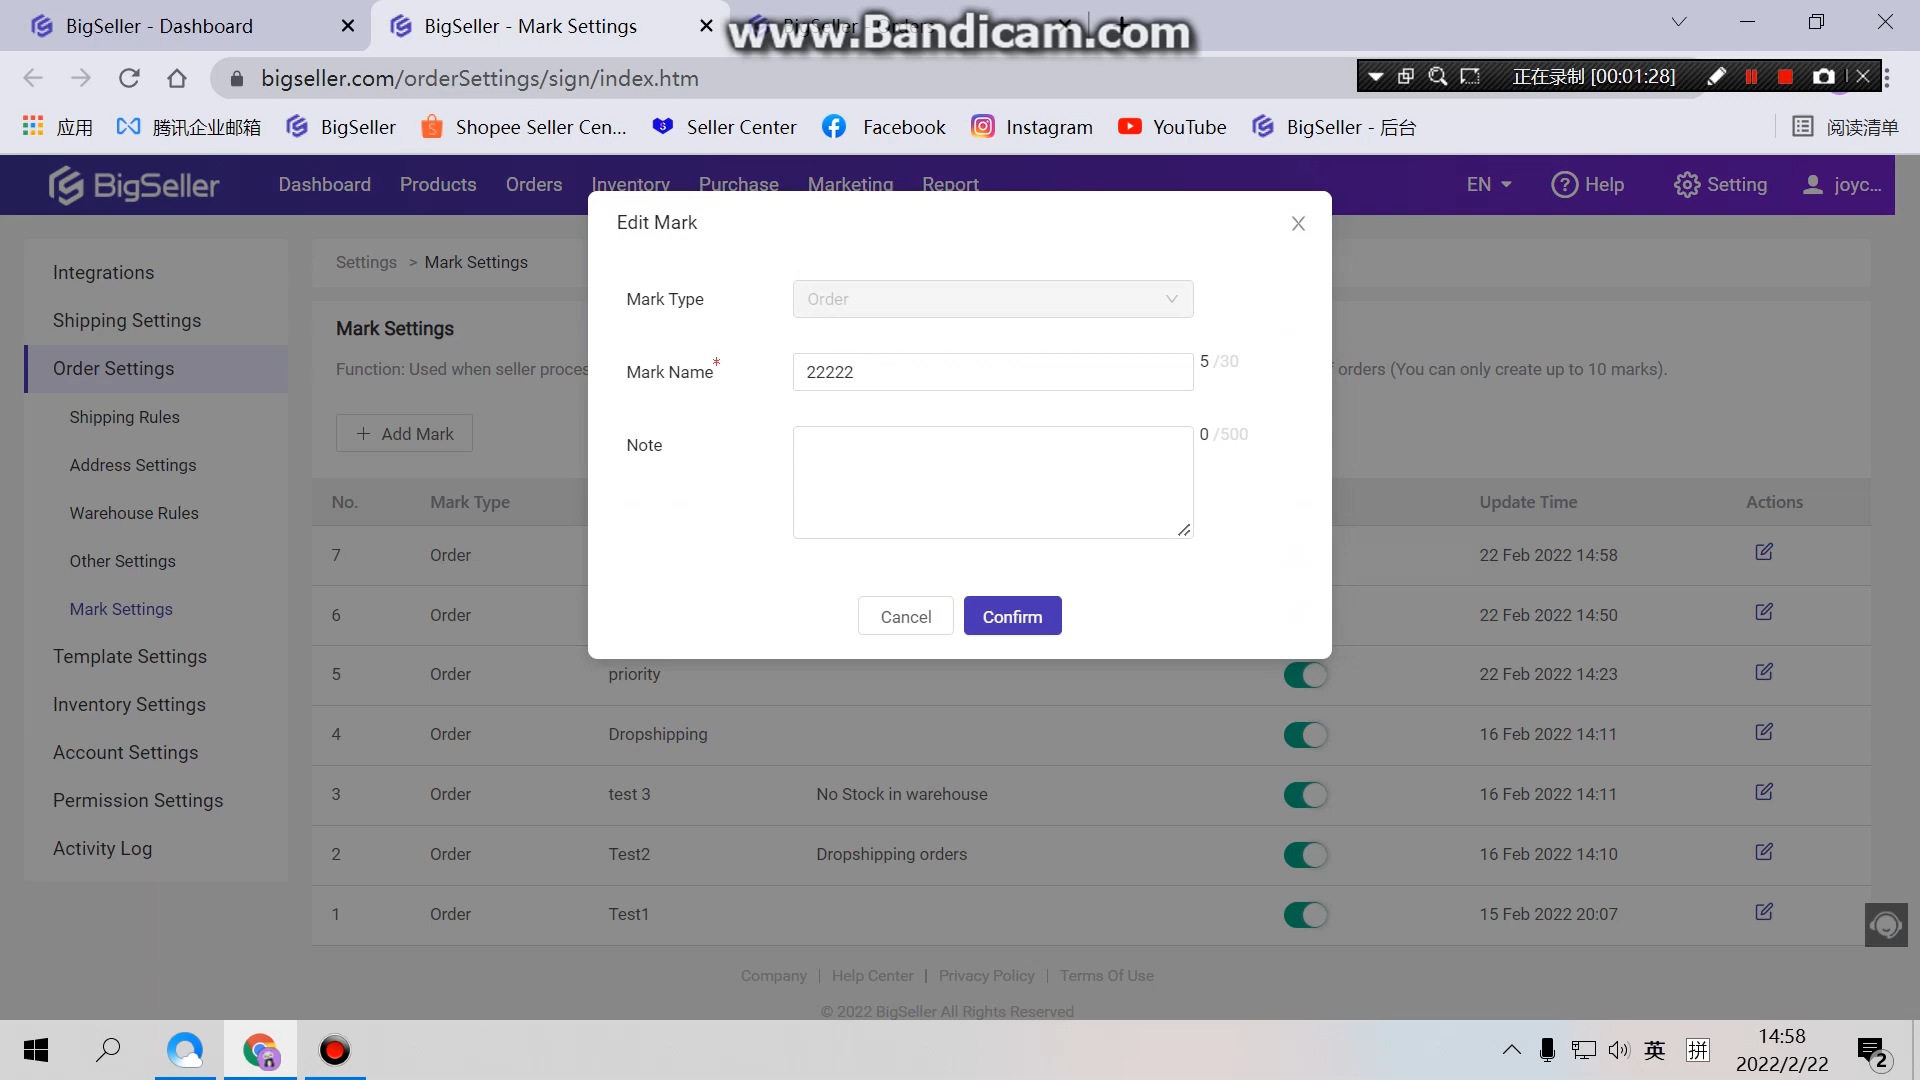 BigSeller - Dashboard
BigSeller - Mark Settings
BigSeller - Orders
www.Bandicam.com
bigseller.com/orderSettings/sign/index.htm
正在录制 [00:01:28]
应用
腾讯企业邮箱
BigSeller
Shopee Seller Cen...
Seller Center
Facebook
Instagram
YouTube
BigSeller - 后台
阅读清单
BigSeller
Dashboard
Products
Orders
Inventory
Purchase
Marketing
Report
EN
? Help
Setting
joyc...
Integrations
Shipping Settings
Order Settings
Shipping Rules
Address Settings
Warehouse Rules
Other Settings
Mark Settings
Template Settings
Inventory Settings
Account Settings
Permission Settings
Activity Log
Settings > Mark Settings
Mark Settings
Function: Used when seller proces
orders (You can only create up to 10 marks).
+ Add Mark
Edit Mark
Mark Type
Order
Mark Name*
22222
5 /30
Note
0 /500
Cancel
Confirm
No. Mark Type Update Time Actions
7 Order 22 Feb 2022 14:58
6 Order 22 Feb 2022 14:50
5 Order priority 22 Feb 2022 14:23
4 Order Dropshipping 16 Feb 2022 14:11
3 Order test 3 No Stock in warehouse 16 Feb 2022 14:11
2 Order Test2 Dropshipping orders 16 Feb 2022 14:10
1 Order Test1 15 Feb 2022 20:07
Company | Help Center | Privacy Policy | Terms Of Use
© 2022 BigSeller All Rights Reserved
英
拼
14:58
2022/2/22
2